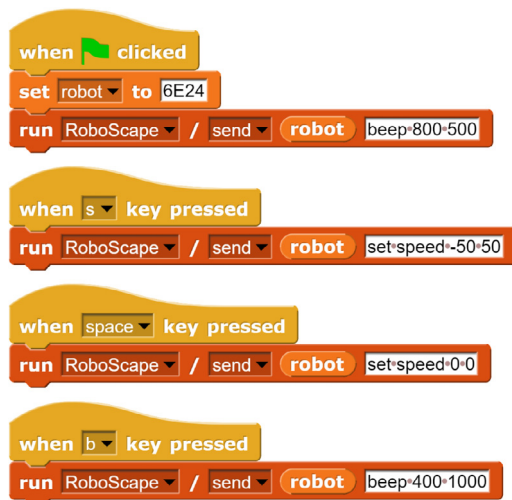 when clicked
set robot to 6E24
run RoboScape / send robot beep 800 500
when s key pressed
run RoboScape / send robot set speed -50 50
when space key pressed
run RoboScape / send robot set speed 0 0
when b key pressed
run RoboScape / send robot beep 400 1000